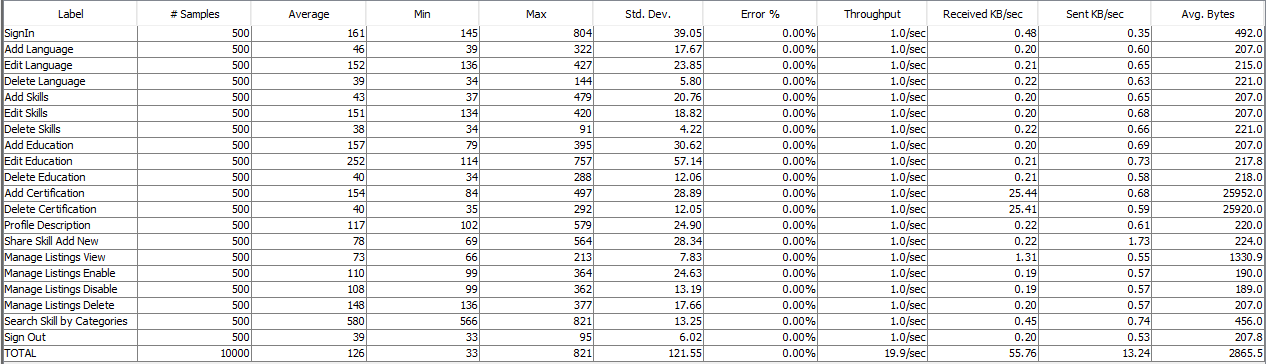 Label # Samples Average Min Max Std. Dev. Error % Throughput Received KB/sec Sent KB/sec Avg. Bytes
SignIn 500 161 145 804 39.05 0.00% 1.0/sec 0.48 0.35 492.0
Add Language 500 46 39 322 17.67 0.00% 1.0/sec 0.20 0.60 207.0
Edit Language 500 152 136 427 23.85 0.00% 1.0/sec 0.21 0.65 215.0
Delete Language 500 39 34 144 5.80 0.00% 1.0/sec 0.22 0.63 221.0
Add Skills 500 43 37 479 20.76 0.00% 1.0/sec 0.20 0.65 207.0
Edit Skills 500 151 134 420 18.82 0.00% 1.0/sec 0.20 0.68 207.0
Delete Skills 500 38 34 91 4.22 0.00% 1.0/sec 0.22 0.66 221.0
Add Education 500 157 79 395 30.62 0.00% 1.0/sec 0.20 0.69 207.0
Edit Education 500 252 114 757 57.14 0.00% 1.0/sec 0.21 0.73 217.8
Delete Education 500 40 34 288 12.06 0.00% 1.0/sec 0.21 0.58 218.0
Add Certification 500 154 84 497 28.89 0.00% 1.0/sec 25.44 0.68 25952.0
Delete Certification 500 40 35 292 12.05 0.00% 1.0/sec 25.41 0.59 25920.0
Profile Description 500 117 102 579 24.90 0.00% 1.0/sec 0.22 0.61 220.0
Share Skill Add New 500 78 69 564 28.34 0.00% 1.0/sec 0.22 1.73 224.0
Manage Listings View 500 73 66 213 7.83 0.00% 1.0/sec 1.31 0.55 1330.9
Manage Listings Enable 500 110 99 364 24.63 0.00% 1.0/sec 0.19 0.57 190.0
Manage Listings Disable 500 108 99 362 13.19 0.00% 1.0/sec 0.19 0.57 189.0
Manage Listings Delete 500 148 136 377 17.66 0.00% 1.0/sec 0.20 0.57 207.0
Search Skill by Categories 500 580 566 821 13.25 0.00% 1.0/sec 0.45 0.74 456.0
Sign Out 500 39 33 95 6.02 0.00% 1.0/sec 0.20 0.53 207.8
TOTAL 10000 126 33 821 121.55 0.00% 19.9/sec 55.76 13.24 2865.5